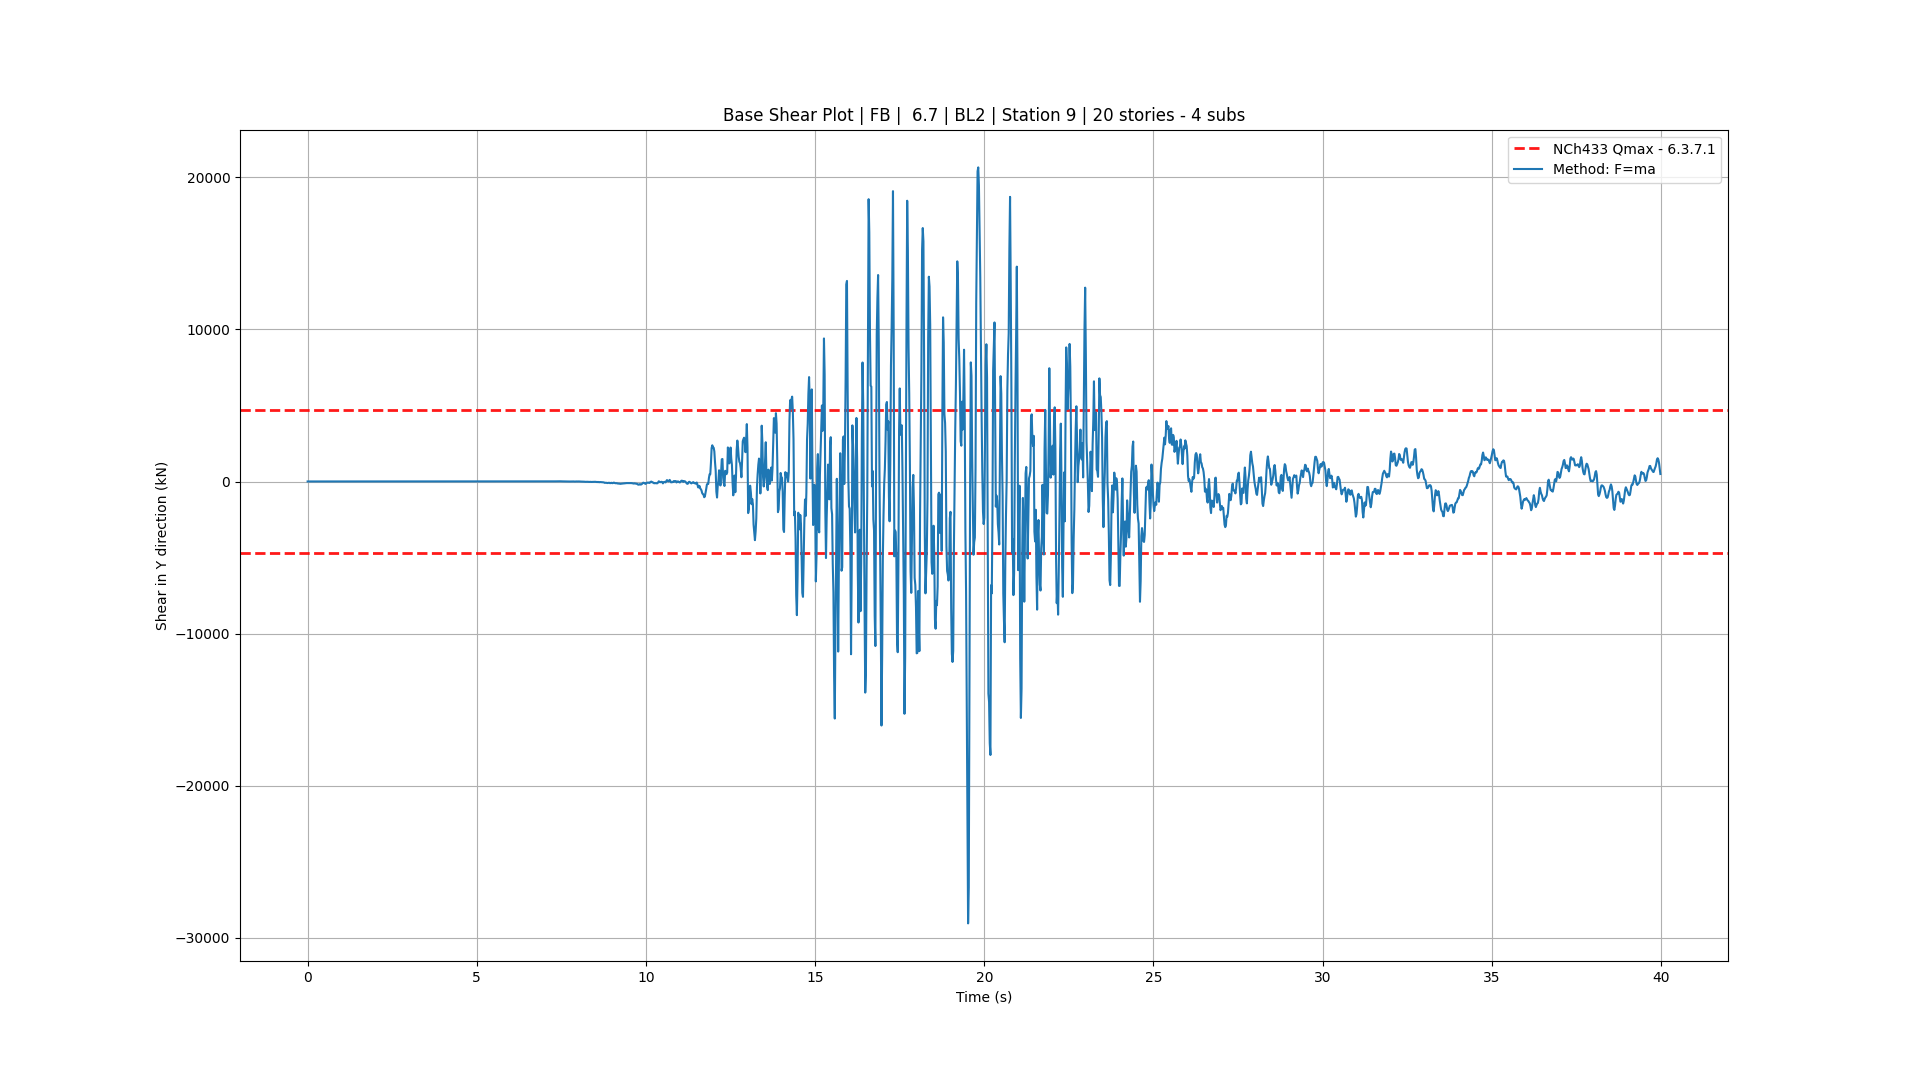 Base Shear Plot | FB |  6.7 | BL2 | Station 9 | 20 stories - 4 subs
NCh433 Qmax - 6.3.7.1
Method: F=ma
Shear in Y direction (kN)
20000
10000
0
−10000
−20000
−30000
0 5 10 15 20 25 30 35 40
Time (s)